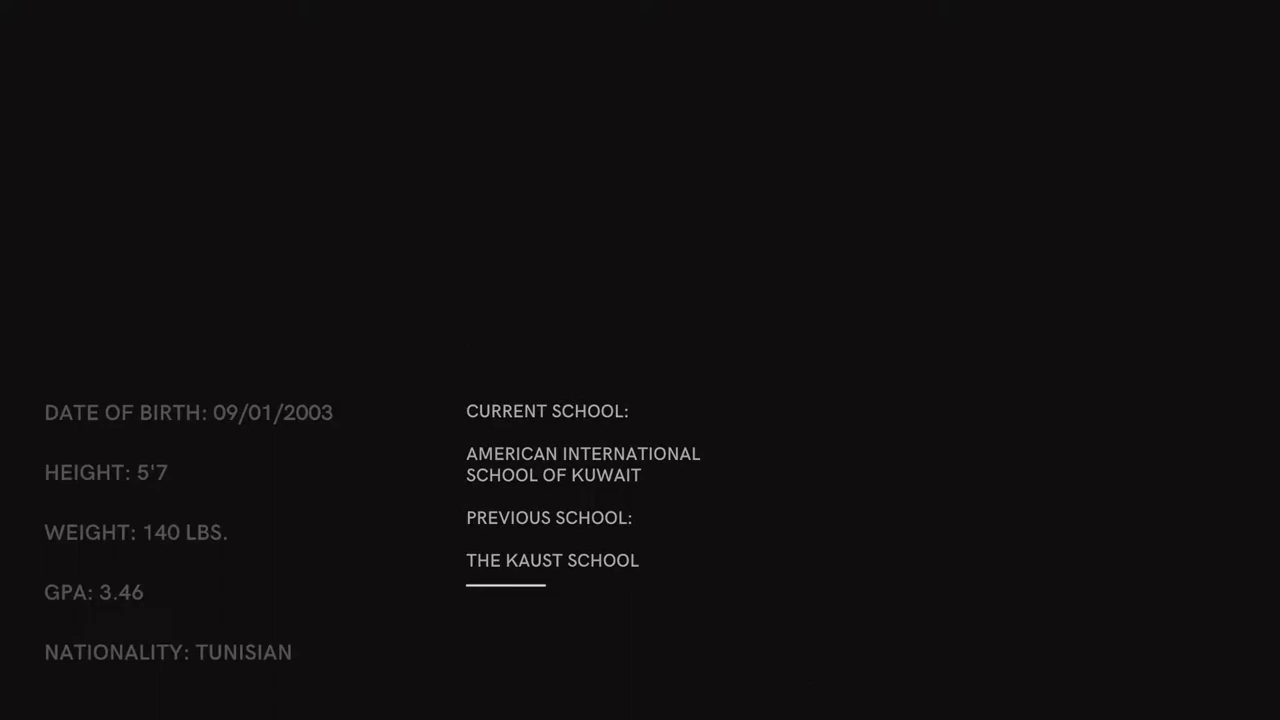 DATE OF BIRTH: 09/01/2003
HEIGHT: 5'7
WEIGHT: 140 LBS.
GPA: 3.46
NATIONALITY: TUNISIAN
CURRENT SCHOOL:
AMERICAN INTERNATIONAL
SCHOOL OF KUWAIT
PREVIOUS SCHOOL:
THE KAUST SCHOOL